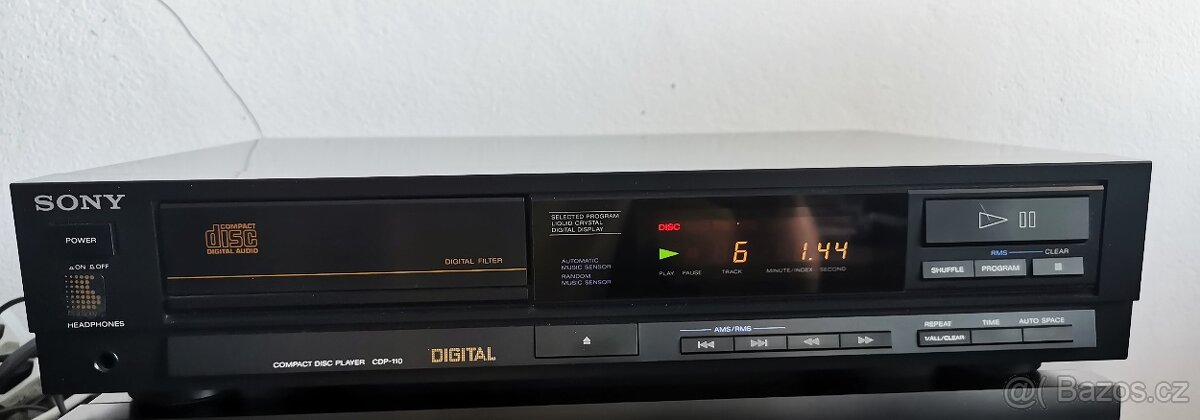 SONY
POWER
ON OFF
HEADPHONES
COMPACT
disc
DIGITAL AUDIO
DIGITAL FILTER
SELECTED PROGRAM
LIQUID CRYSTAL
DIGITAL DISPLAY
AUTOMATIC
MUSIC SENSOR
RANDOM
MUSIC SENSOR
DISC
6 1.44
PLAY PAUSE TRACK MINUTE/INDEX SECOND
RMS CLEAR
SHUFFLE PROGRAM
COMPACT DISC PLAYER CDP-110
DIGITAL
AMS/RMS
REPEAT TIME AUTO SPACE
1/ALL/CLEAR
Bazos.cz